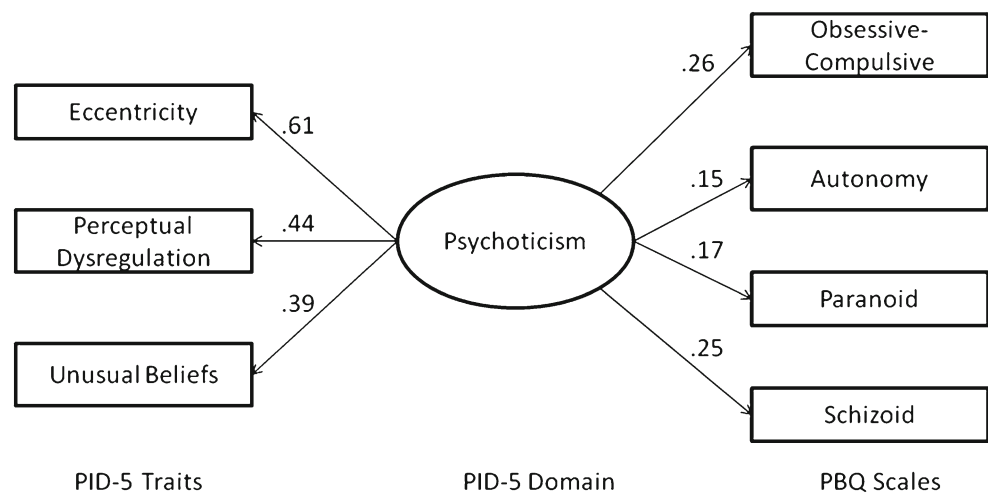 Eccentricity
Perceptual
Dysregulation
Unusual Beliefs
.61
.44
.39
Psychoticism
.26
.15
.17
.25
Obsessive-
Compulsive
Autonomy
Paranoid
Schizoid
PID-5 Traits
PID-5 Domain
PBQ Scales